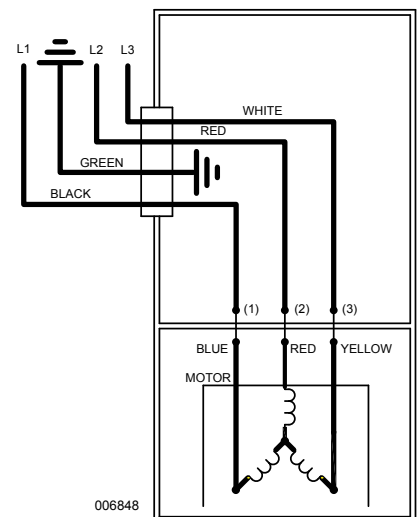 L1
L2
L3
WHITE
RED
GREEN
BLACK
(1)
(2)
(3)
BLUE
RED
YELLOW
MOTOR
006848